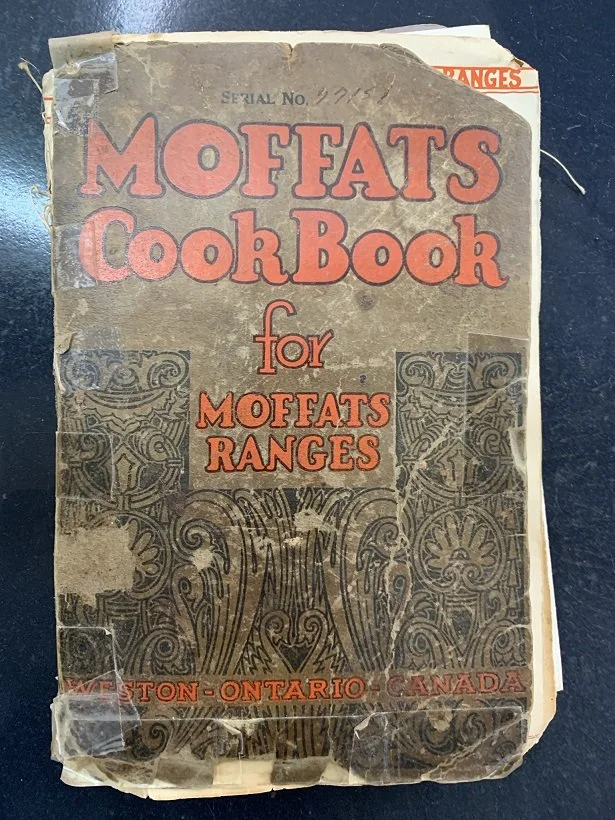 RANGES
SERIAL No.
MOFFATS
COOKBOOK
for
MOFFATS
RANGES
WESTON-ONTARIO-CANADA